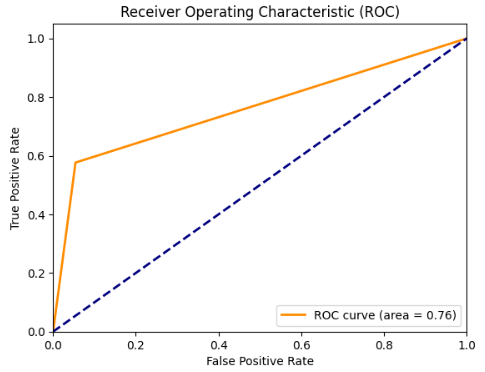 Receiver Operating Characteristic (ROC)
True Positive Rate
1.0
0.8
0.6
0.4
0.2
0.0
ROC curve (area = 0.76)
0.0 0.2 0.4 0.6 0.8 1.0
False Positive Rate